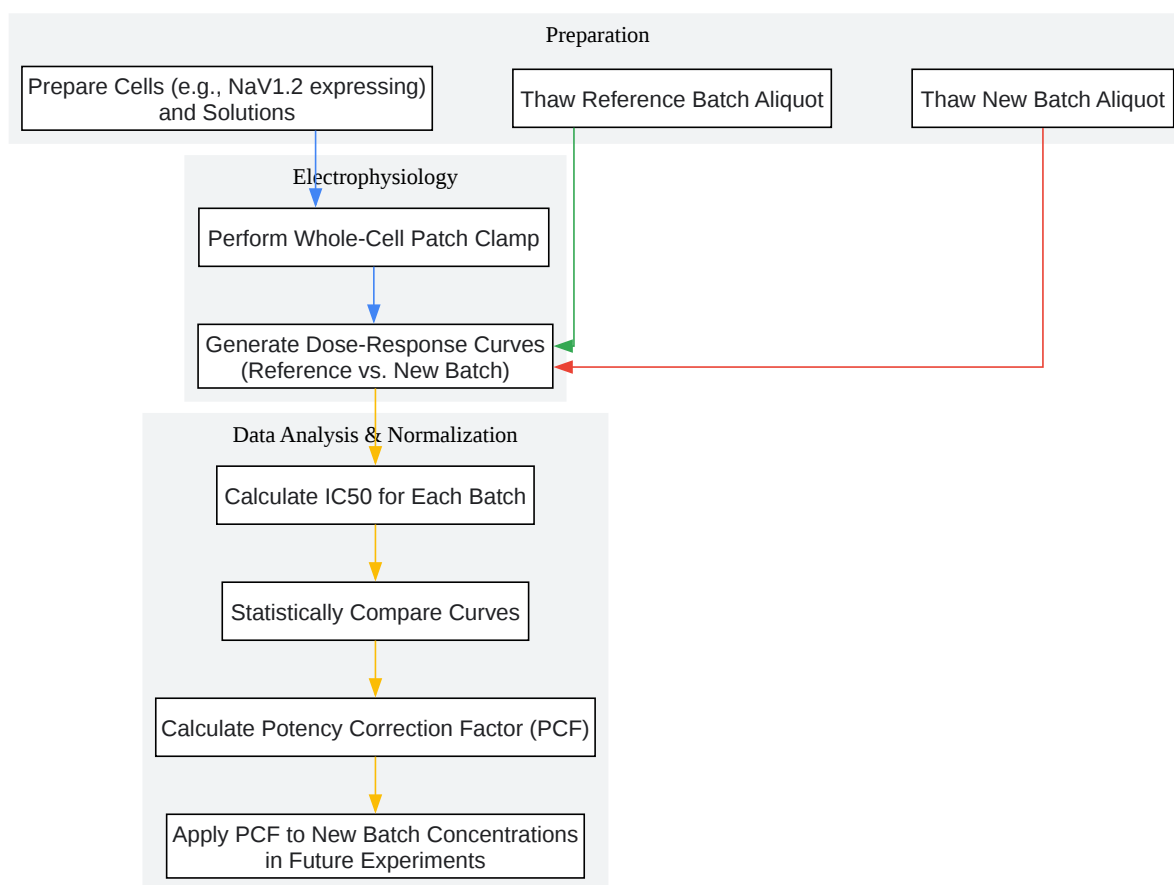 Preparation
Prepare Cells (e.g., NaV1.2 expressing)
and Solutions
Thaw Reference Batch Aliquot
Thaw New Batch Aliquot
Electrophysiology
Perform Whole-Cell Patch Clamp
Generate Dose-Response Curves
(Reference vs. New Batch)
Data Analysis & Normalization
Calculate IC50 for Each Batch
Statistically Compare Curves
Calculate Potency Correction Factor (PCF)
Apply PCF to New Batch Concentrations
in Future Experiments